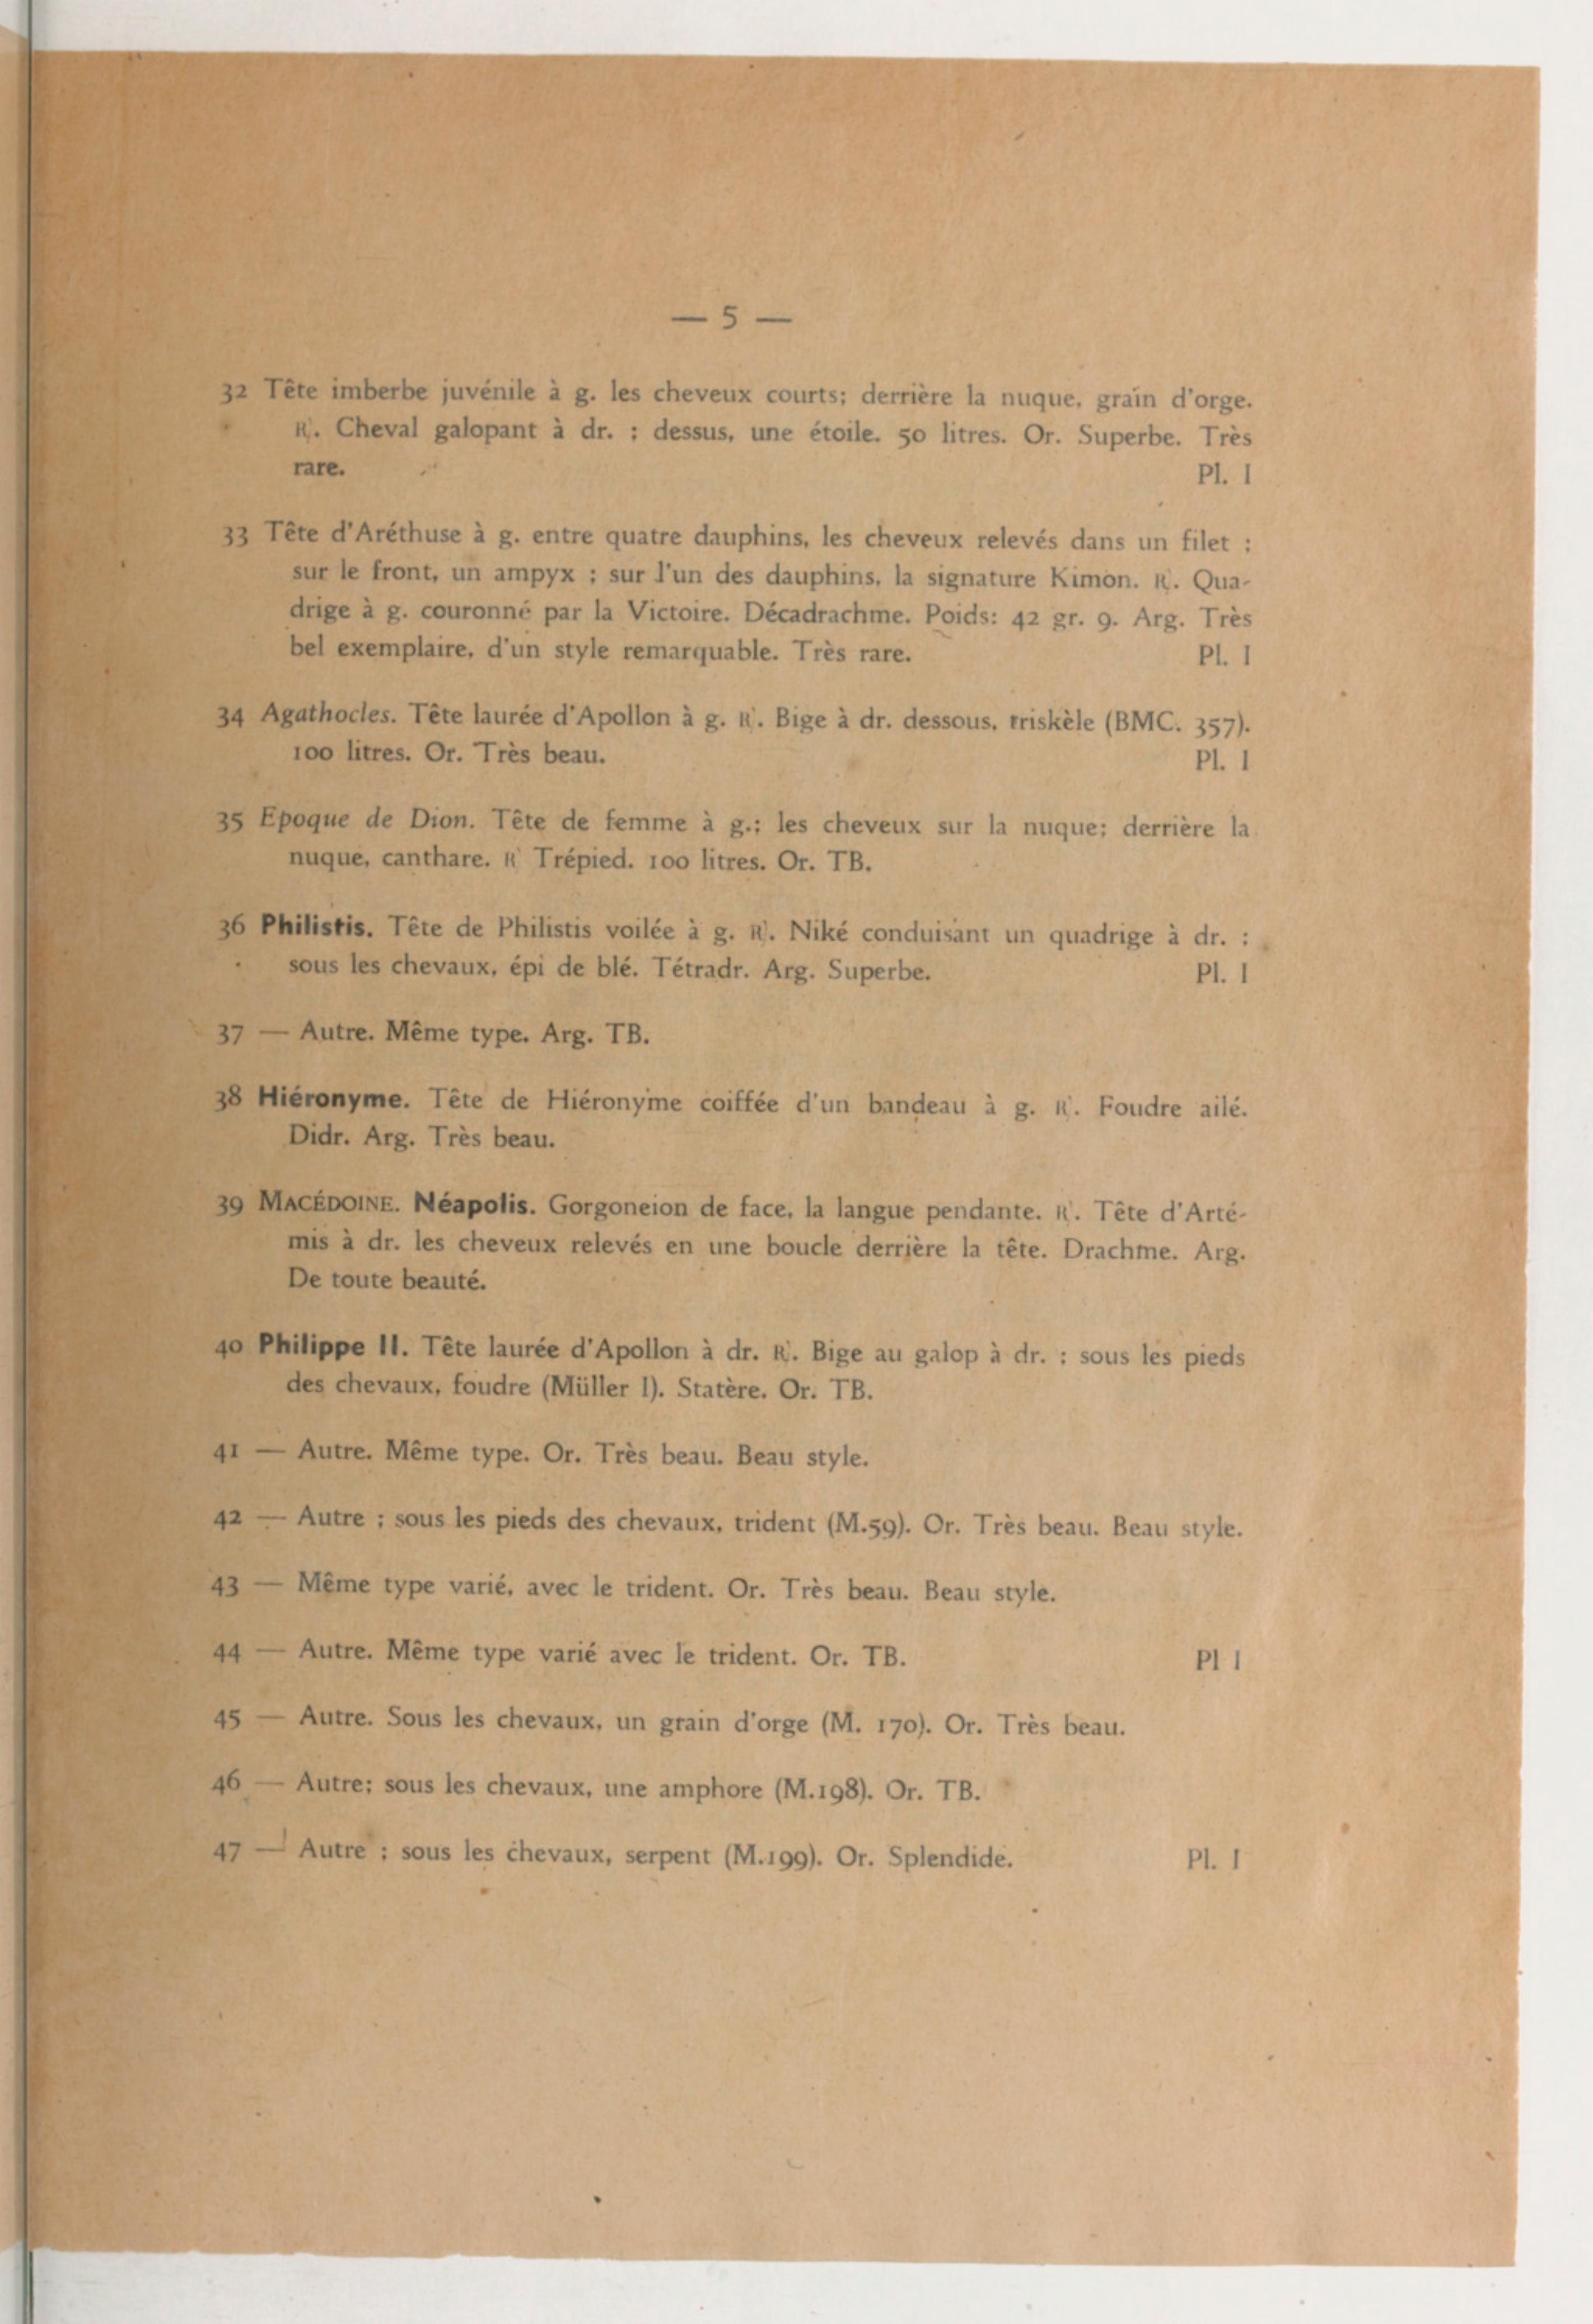 — 5 —
32 Tête imberbe juvénile à g. les cheveux courts; derrière la nuque, grain d'orge.
℟. Cheval galopant à dr. ; dessus, une étoile. 50 litres. Or. Superbe. Très
rare. Pl. I
33 Tête d'Aréthuse à g. entre quatre dauphins, les cheveux relevés dans un filet ;
sur le front, un ampyx ; sur l'un des dauphins, la signature Kimon. ℟. Qua-
drige à g. couronné par la Victoire. Décadrachme. Poids: 42 gr. 9. Arg. Très
bel exemplaire, d'un style remarquable. Très rare. Pl. I
34 Agathocles. Tête laurée d'Apollon à g. ℟. Bige à dr. dessous, triskèle (BMC. 357).
100 litres. Or. Très beau. Pl. I
35 Epoque de Dion. Tête de femme à g.; les cheveux sur la nuque; derrière la
nuque, canthare. ℟ Trépied. 100 litres. Or. TB.
36 Philistis. Tête de Philistis voilée à g. ℟. Niké conduisant un quadrige à dr. ;
sous les chevaux, épi de blé. Tétradr. Arg. Superbe. Pl. I
37 — Autre. Même type. Arg. TB.
38 Hiéronyme. Tête de Hiéronyme coiffée d'un bandeau à g. ℟. Foudre ailé.
Didr. Arg. Très beau.
39 MACÉDOINE. Néapolis. Gorgoneion de face, la langue pendante. ℟. Tête d'Arté-
mis à dr. les cheveux relevés en une boucle derrière la tête. Drachme. Arg.
De toute beauté.
40 Philippe II. Tête laurée d'Apollon à dr. ℟. Bige au galop à dr. ; sous les pieds
des chevaux, foudre (Müller I). Statère. Or. TB.
41 — Autre. Même type. Or. Très beau. Beau style.
42 — Autre ; sous les pieds des chevaux, trident (M.59). Or. Très beau. Beau style.
43 — Même type varié, avec le trident. Or. Très beau. Beau style.
44 — Autre. Même type varié avec le trident. Or. TB. Pl I
45 — Autre. Sous les chevaux, un grain d'orge (M. 170). Or. Très beau.
46 — Autre; sous les chevaux, une amphore (M.198). Or. TB.
47 — Autre ; sous les chevaux, serpent (M.199). Or. Splendide. Pl. I